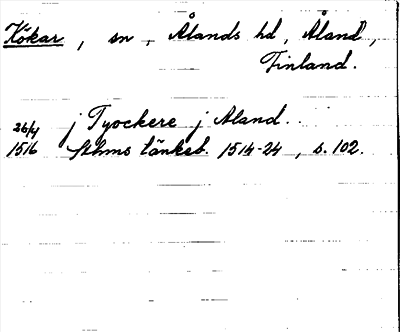 Kökar, sn, Ålands hd, Åland,
Finland.
26/4 j Tyockere j Aland.
1516 Sthms tänkeb. 1514-24, s. 102.